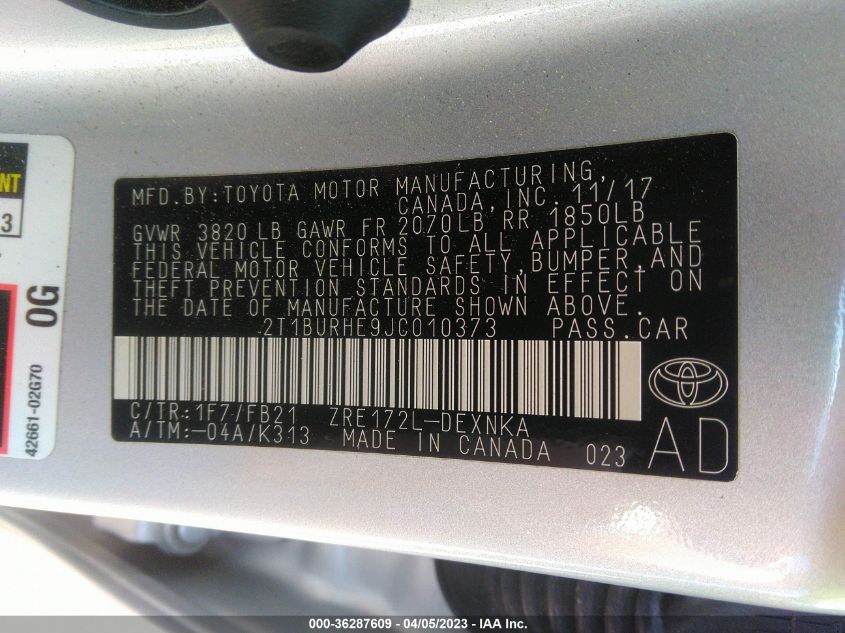 MFD.BY:TOYOTA MOTOR MANUFACTURING,
CANADA,INC. 11/17
GVWR 3820 LB GAWR FR 2070LB RR 1850LB
THIS VEHICLE CONFORMS TO ALL APPLICABLE
FEDERAL MOTOR VEHICLE SAFETY,BUMPER,AND
THEFT PREVENTION STANDARDS IN EFFECT ON
THE DATE OF MANUFACTURE SHOWN ABOVE.
2T1BURHE9JC010373 PASS.CAR
C/TR:1F7/FB21 ZRE172L-DEXNKA
A/TM:-04A/K313 MADE IN CANADA 023
AD
0G
42661-02G70
000-36287609 / 04/05/2023 - IAA Inc.